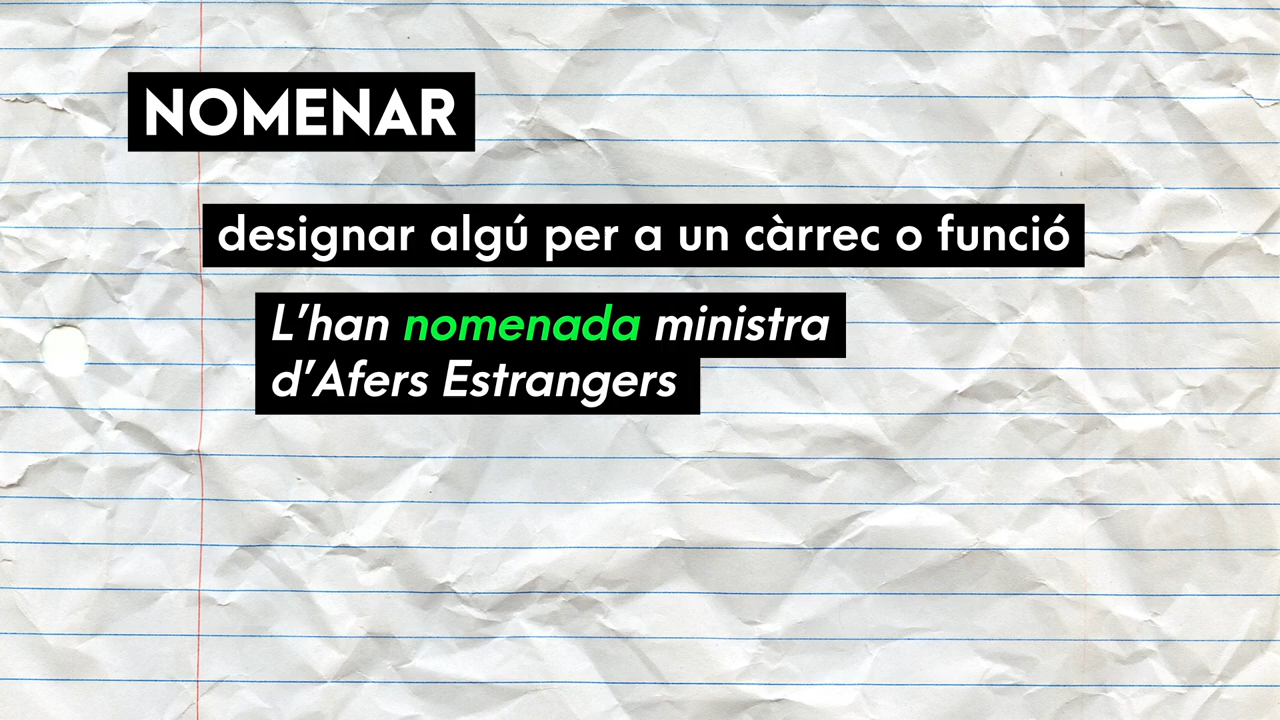 NOMENAR
designar algú per a un càrrec o funció
L'han nomenada ministra
d'Afers Estrangers